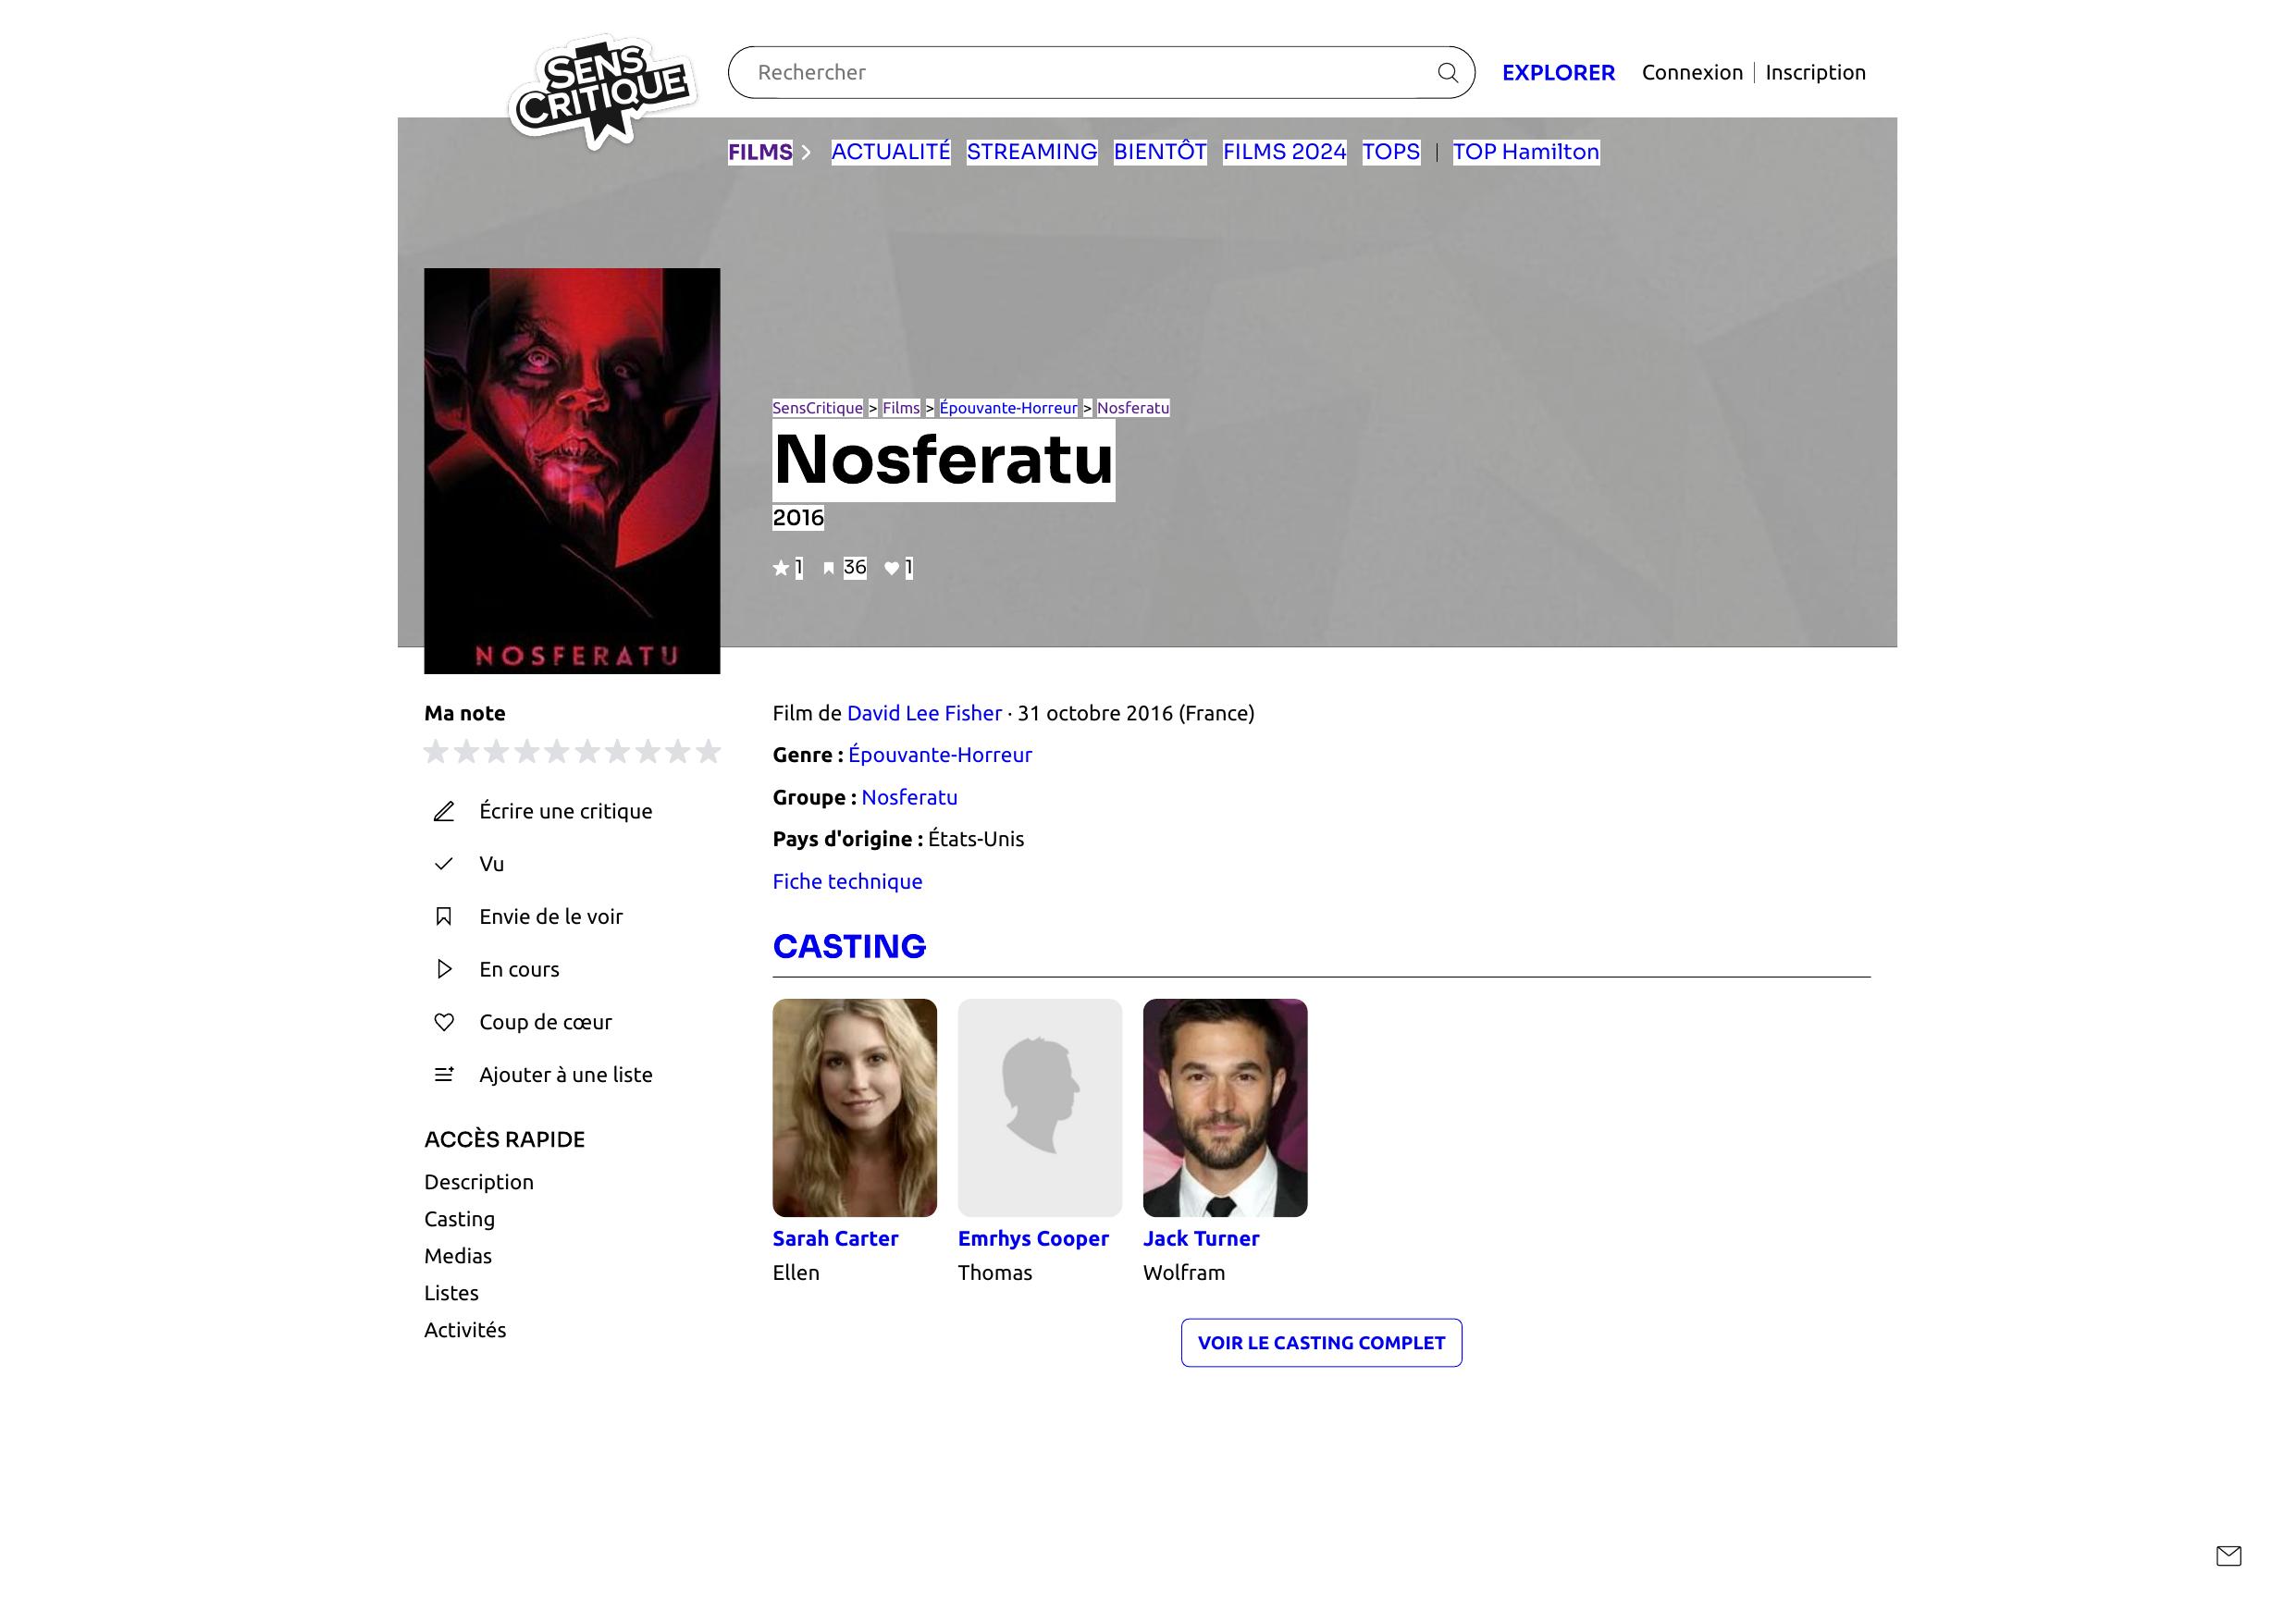 SENS
CRITIQUE
Rechercher
EXPLORER Connexion | Inscription
FILMS ACTUALITÉ STREAMING BIENTÔT FILMS 2024 TOPS | TOP Hamilton
SensCritique > Films > Épouvante-Horreur > Nosferatu
Nosferatu
2016
1 36 1
NOSFERATU
Ma note
Écrire une critique
Vu
Envie de le voir
En cours
Coup de cœur
Ajouter à une liste
ACCÈS RAPIDE
Description
Casting
Medias
Listes
Activités
Film de David Lee Fisher · 31 octobre 2016 (France)
Genre : Épouvante-Horreur
Groupe : Nosferatu
Pays d'origine : États-Unis
Fiche technique
CASTING
Sarah Carter
Ellen
Emrhys Cooper
Thomas
Jack Turner
Wolfram
VOIR LE CASTING COMPLET